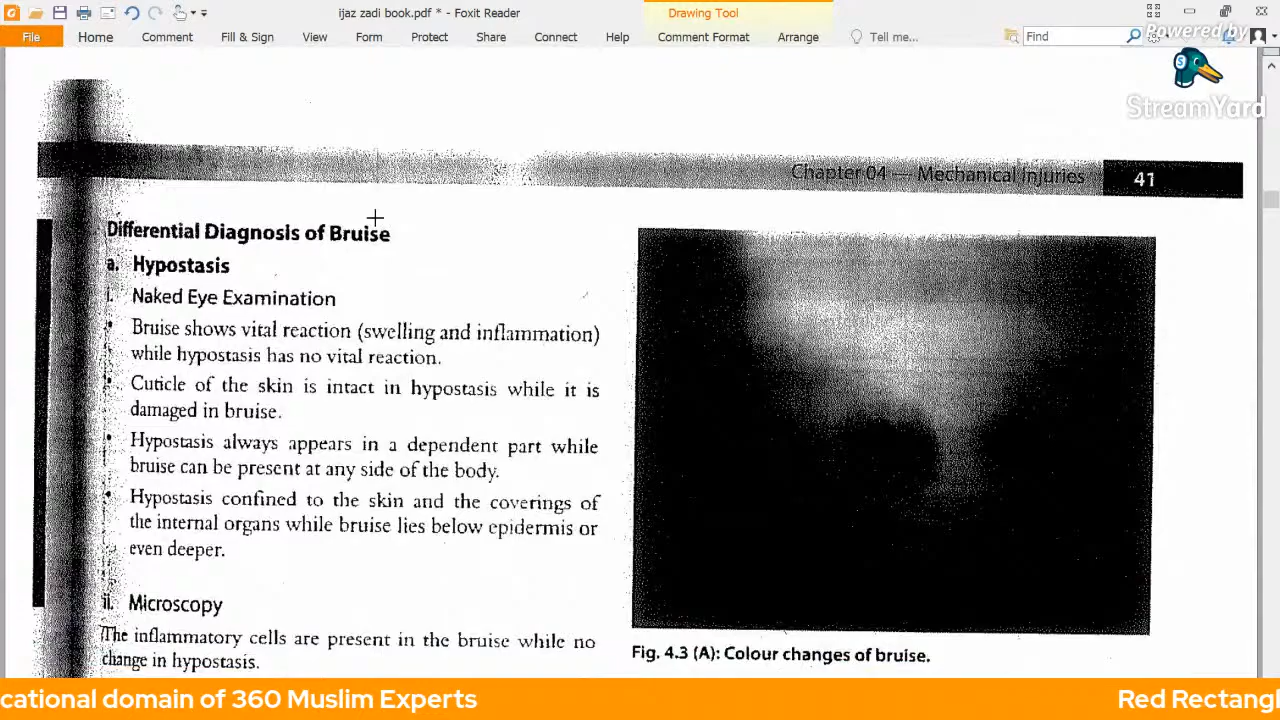 ijaz zadi book.pdf * - Foxit Reader
Drawing Tool
File
Home
Comment
Fill & Sign
View
Form
Protect
Share
Connect
Help
Comment Format
Arrange
Tell me...
Find
Powered by
StreamYard
Chapter 04 — Mechanical Injuries
41
Differential Diagnosis of Bruise
a. Hypostasis
i. Naked Eye Examination
• Bruise shows vital reaction (swelling and inflammation)
while hypostasis has no vital reaction.
• Cuticle of the skin is intact in hypostasis while it is
damaged in bruise.
• Hypostasis always appears in a dependent part while
bruise can be present at any side of the body.
• Hypostasis confined to the skin and the coverings of
the internal organs while bruise lies below epidermis or
even deeper.
ii. Microscopy
The inflammatory cells are present in the bruise while no
change in hypostasis.
Fig. 4.3 (A): Colour changes of bruise.
cational domain of 360 Muslim Experts
Red Rectangl